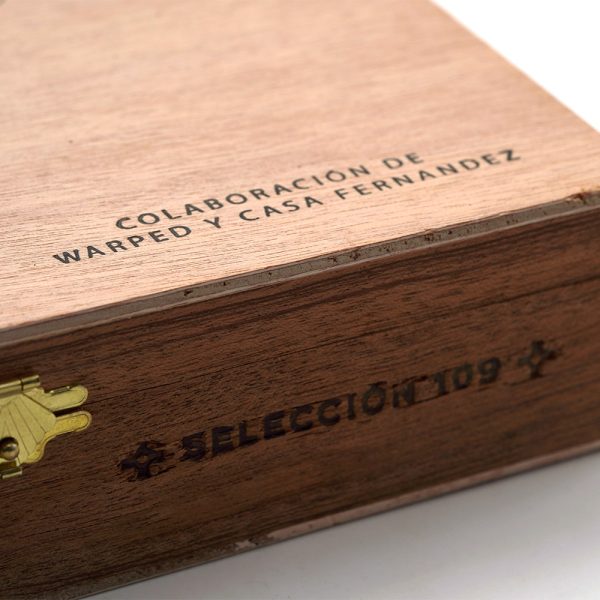 COLABORACIÓN DE
WARPED Y CASA FERNANDEZ
SELECCIÓN 109